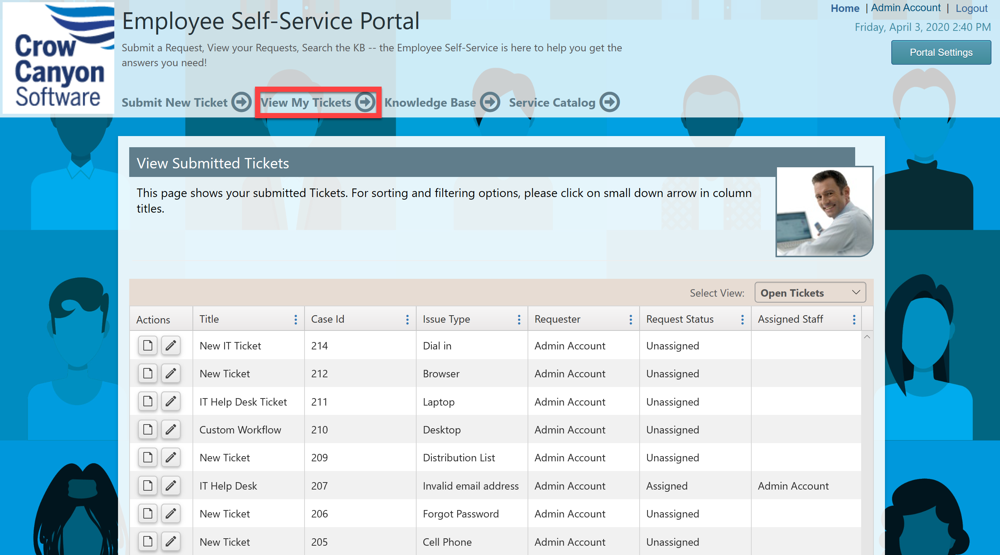 Crow
Canyon
Software
Employee Self-Service Portal
Home | Admin Account | Logout
Friday, April 3, 2020 2:40 PM
Submit a Request, View your Requests, Search the KB -- the Employee Self-Service is here to help you get the
answers you need!
Portal Settings
Submit New Ticket View My Tickets Knowledge Base Service Catalog
View Submitted Tickets
This page shows your submitted Tickets. For sorting and filtering options, please click on small down arrow in column
titles.
Select View: Open Tickets
Actions Title Case Id Issue Type Requester Request Status Assigned Staff
New IT Ticket 214 Dial in Admin Account Unassigned
New Ticket 212 Browser Admin Account Unassigned
IT Help Desk Ticket 211 Laptop Admin Account Unassigned
Custom Workflow 210 Desktop Admin Account Unassigned
New Ticket 209 Distribution List Admin Account Unassigned
IT Help Desk 207 Invalid email address Admin Account Assigned Admin Account
New Ticket 206 Forgot Password Admin Account Unassigned
New Ticket 205 Cell Phone Admin Account Unassigned